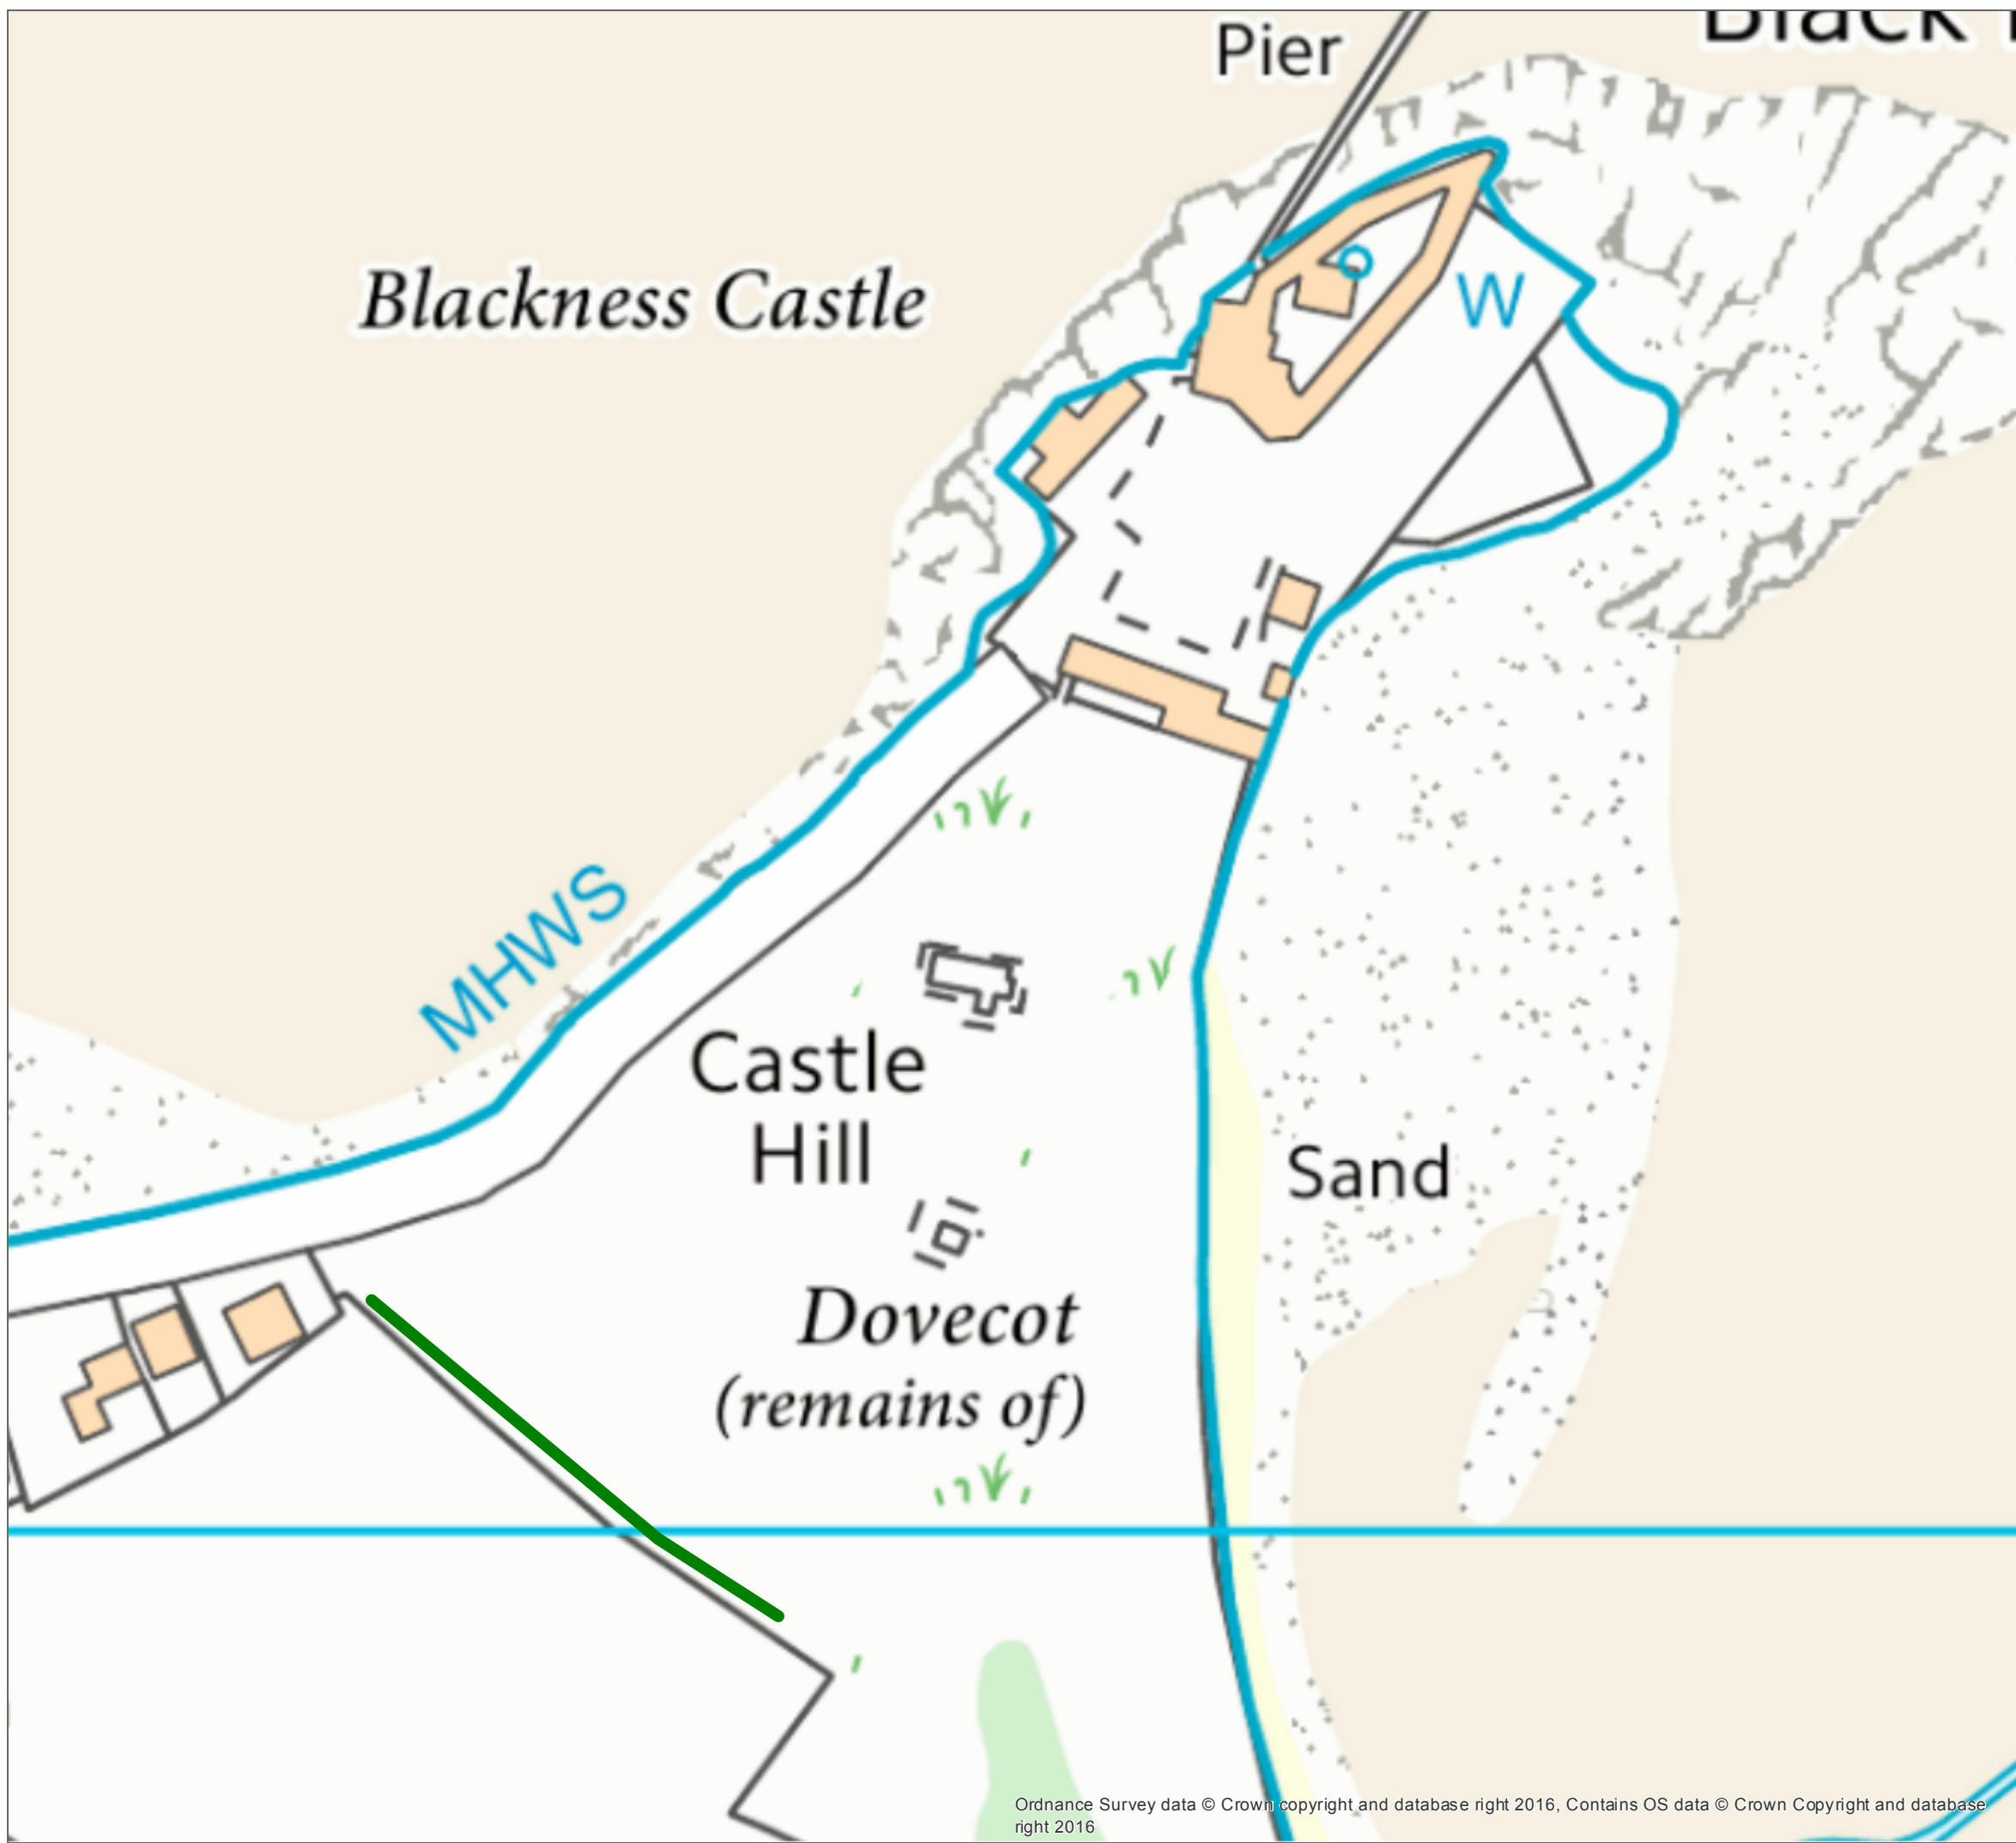 Pier
Blackness Castle
W
MHWS
Castle
Hill
Sand
Dovecot
(remains of)
Ordnance Survey data © Crown copyright and database right 2016, Contains OS data © Crown Copyright and database
right 2016